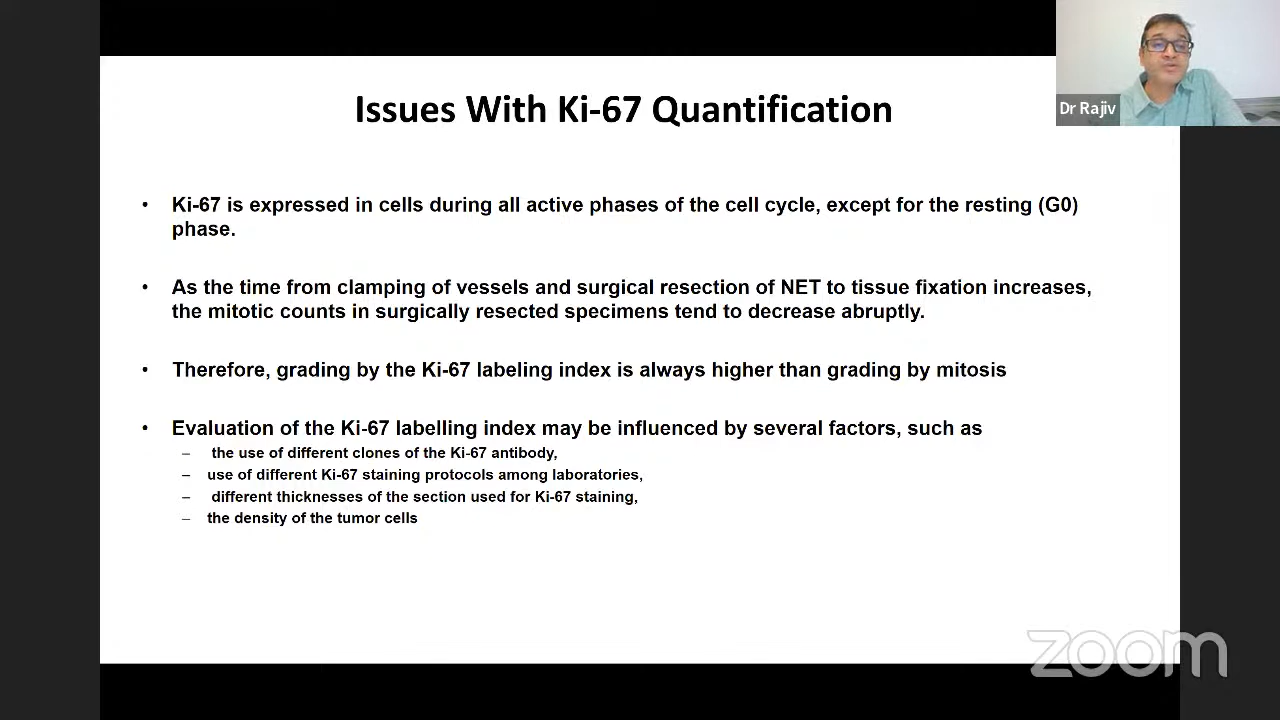 Issues With Ki-67 Quantification
Dr Rajiv
• Ki-67 is expressed in cells during all active phases of the cell cycle, except for the resting (G0)
phase.
• As the time from clamping of vessels and surgical resection of NET to tissue fixation increases,
the mitotic counts in surgically resected specimens tend to decrease abruptly.
• Therefore, grading by the Ki-67 labeling index is always higher than grading by mitosis
• Evaluation of the Ki-67 labelling index may be influenced by several factors, such as
– the use of different clones of the Ki-67 antibody,
– use of different Ki-67 staining protocols among laboratories,
– different thicknesses of the section used for Ki-67 staining,
– the density of the tumor cells
zoom